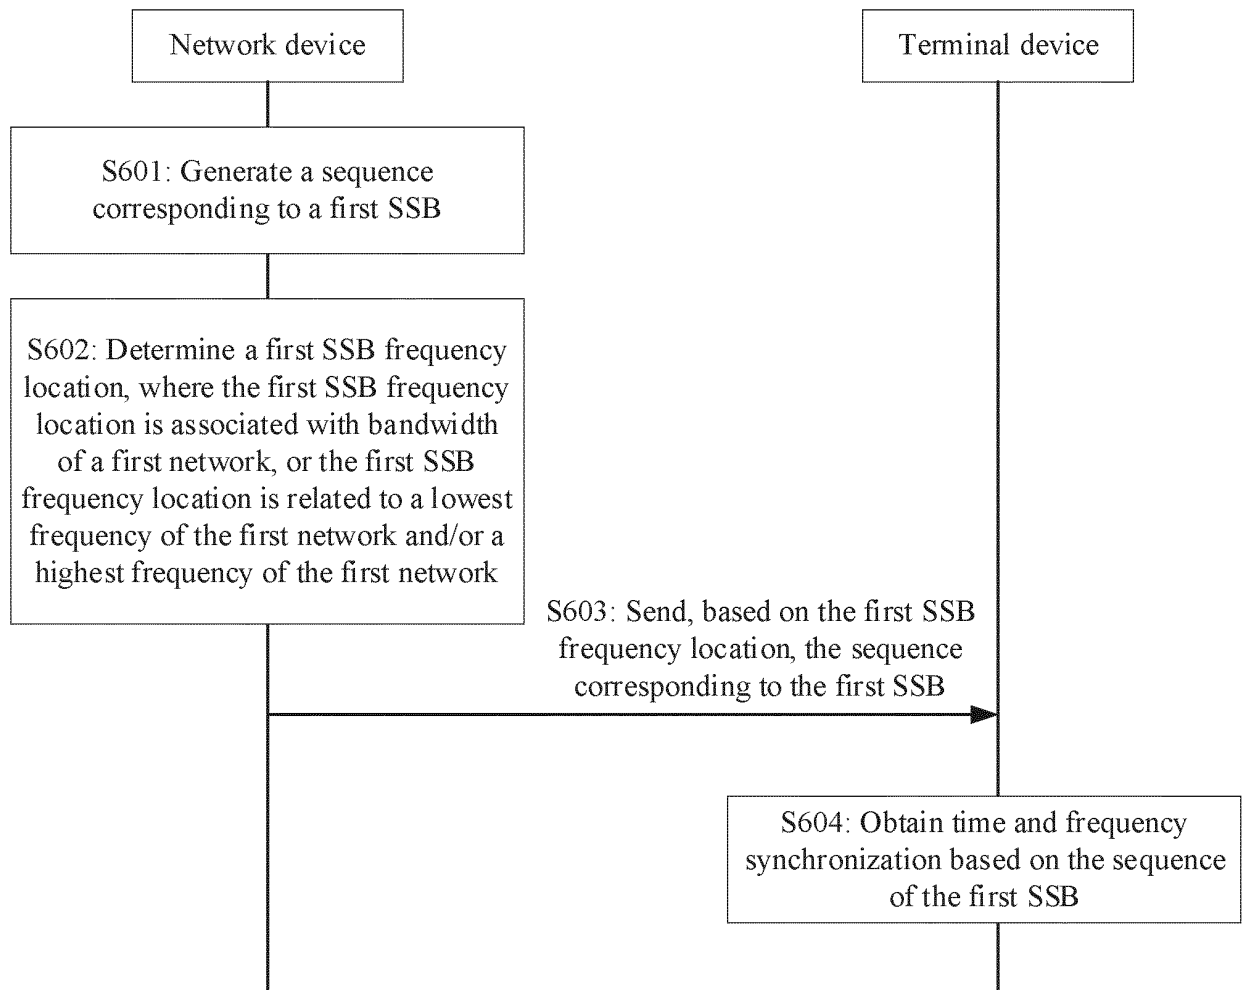 Network device
Terminal device
S601: Generate a sequence
corresponding to a first SSB
S602: Determine a first SSB frequency
location, where the first SSB frequency
location is associated with bandwidth
of a first network, or the first SSB
frequency location is related to a lowest
frequency of the first network and/or a
highest frequency of the first network
S603: Send, based on the first SSB
frequency location, the sequence
corresponding to the first SSB
S604: Obtain time and frequency
synchronization based on the sequence
of the first SSB